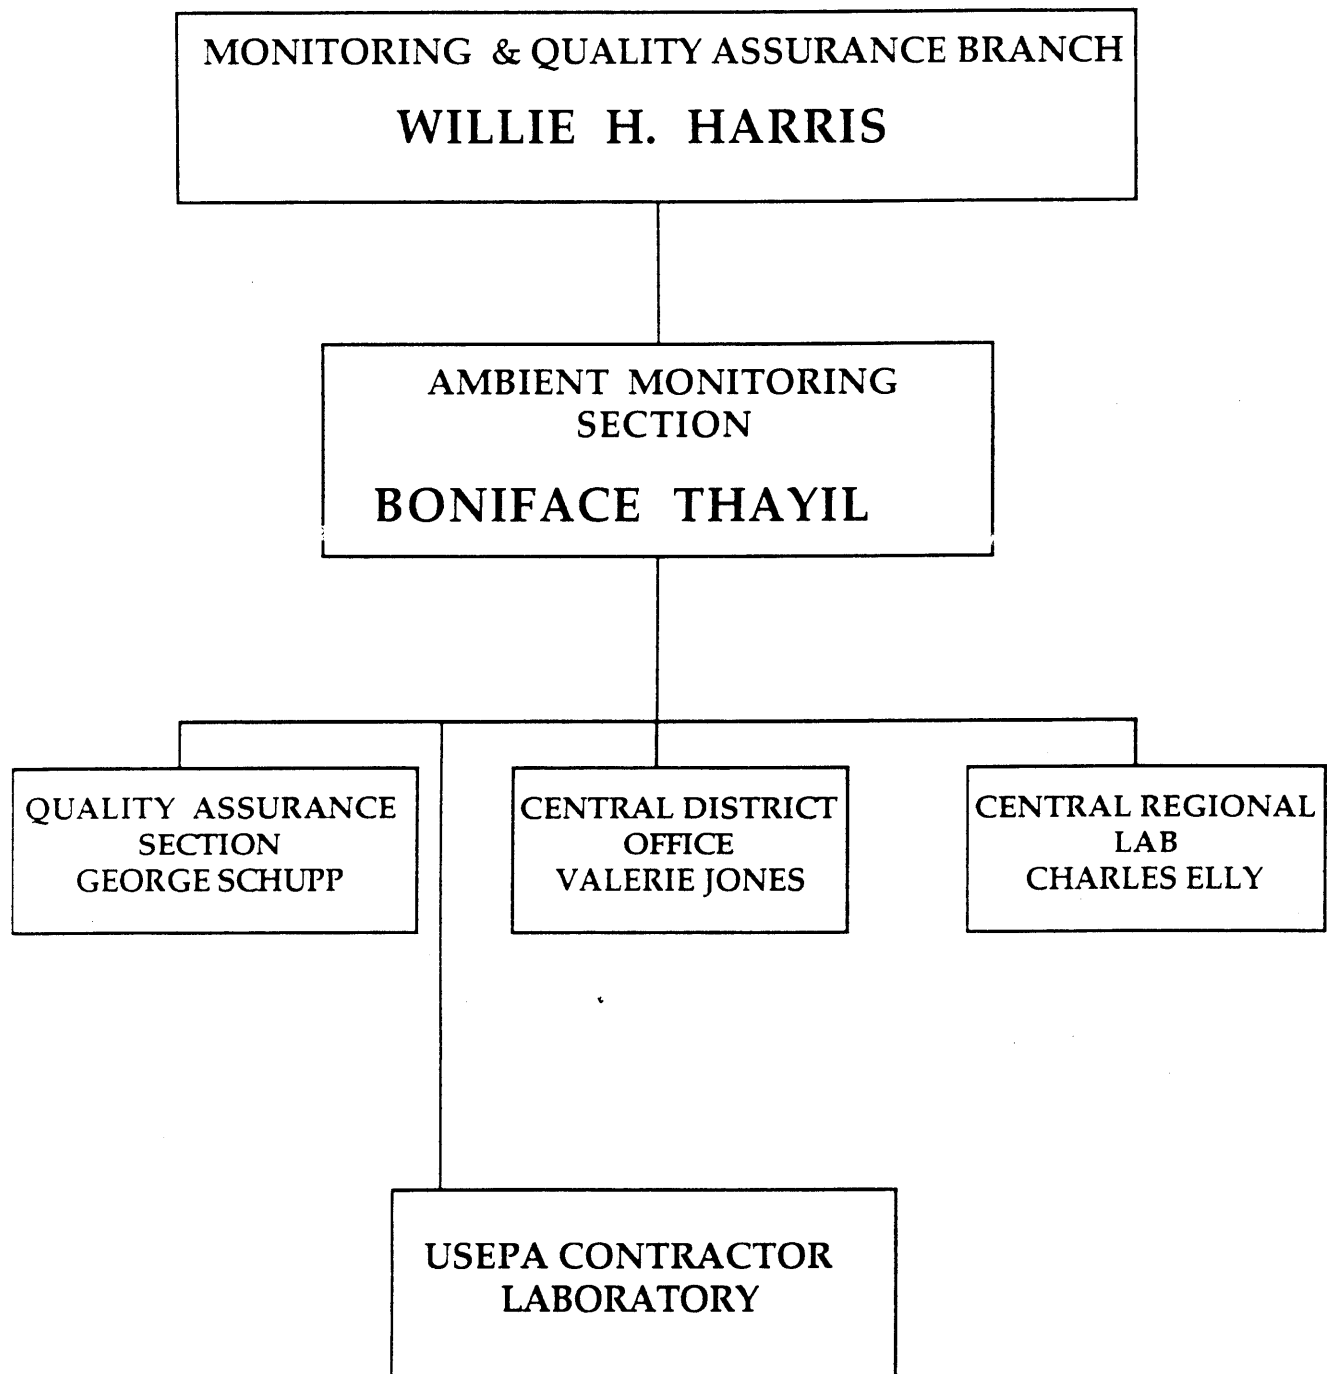 MONITORING & QUALITY ASSURANCE BRANCH
WILLIE H. HARRIS
AMBIENT MONITORING
SECTION
BONIFACE THAYIL
QUALITY ASSURANCE
SECTION
GEORGE SCHUPP
CENTRAL DISTRICT
OFFICE
VALERIE JONES
CENTRAL REGIONAL
LAB
CHARLES ELLY
USEPA CONTRACTOR
LABORATORY